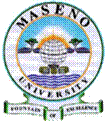 MASENO
UNIVERSITY
FOUNTAIN OF EXCELLENCE